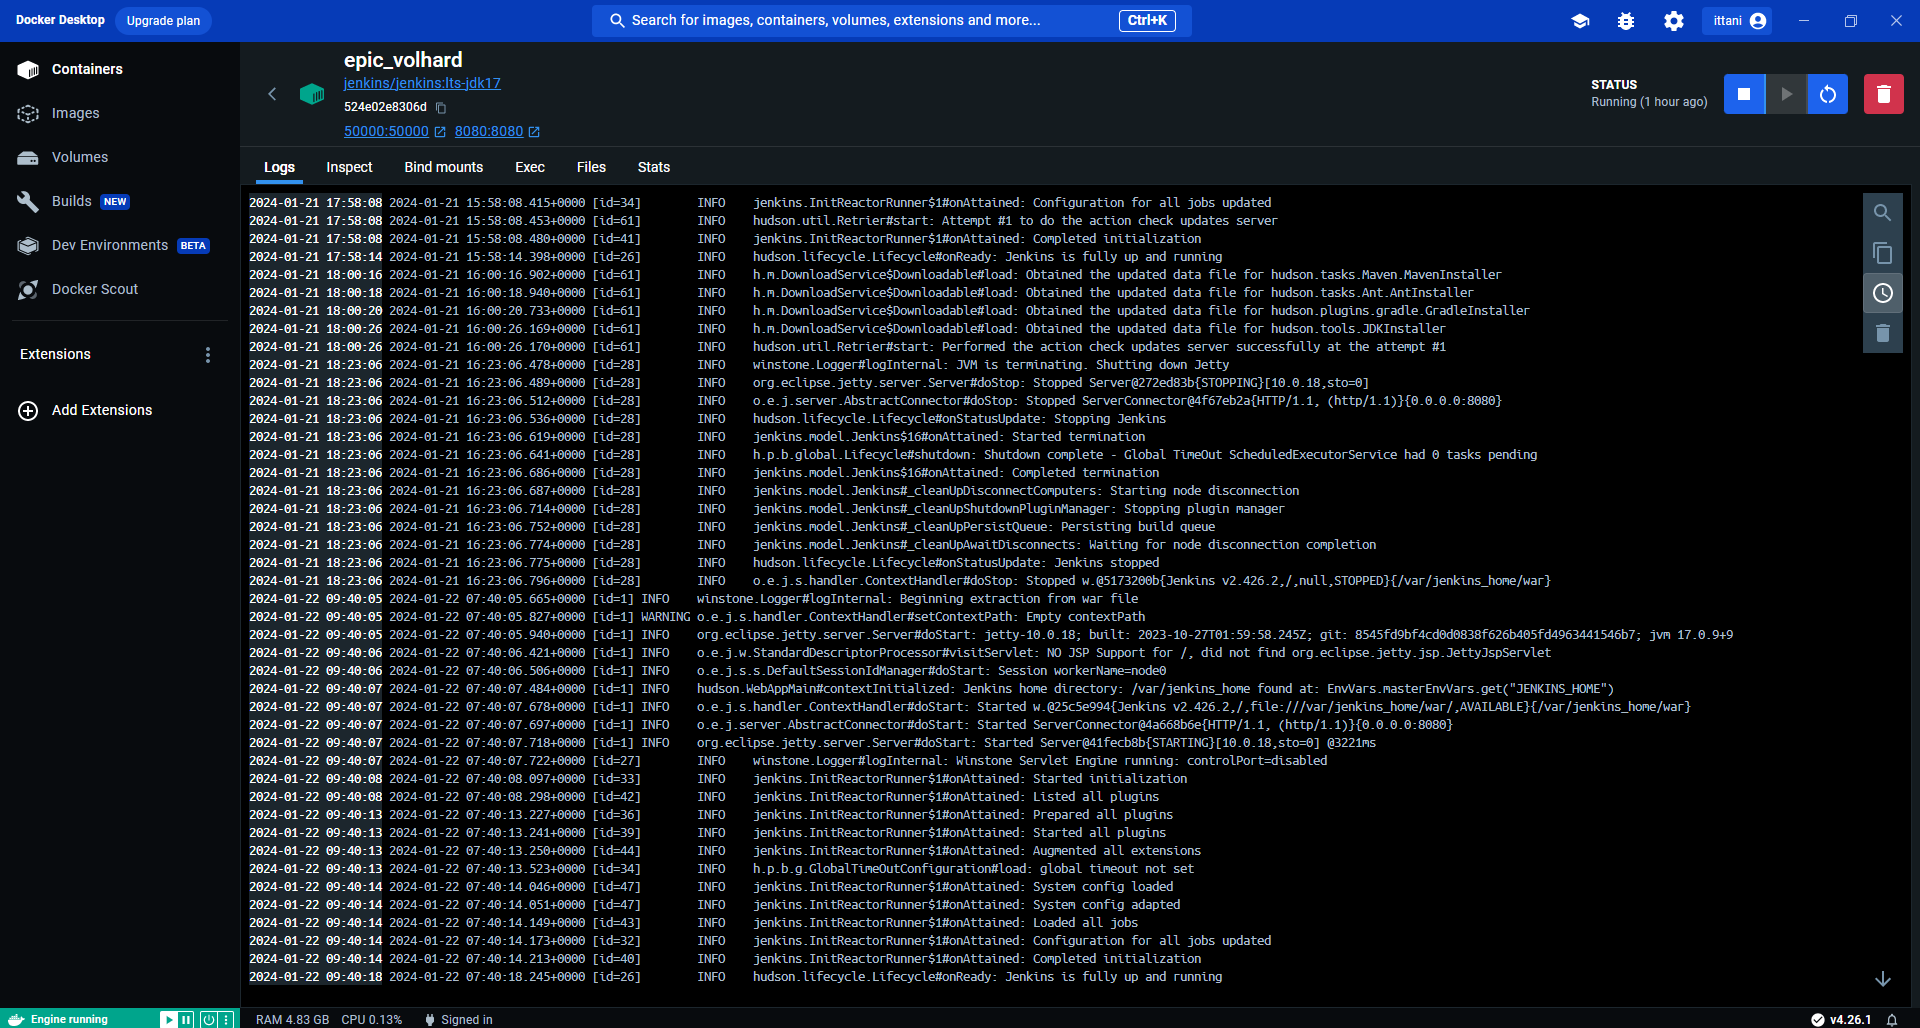 Docker Desktop Upgrade plan Search for images, containers, volumes, extensions and more... Ctrl+K ittani
Containers
Images
Volumes
Builds NEW
Dev Environments BETA
Docker Scout
Extensions
Add Extensions
epic_volhard
jenkins/jenkins:lts-jdk17
524e02e8306d
50000:50000 8080:8080
STATUS
Running (1 hour ago)
Logs Inspect Bind mounts Exec Files Stats
2024-01-21 17:58:08 2024-01-21 15:58:08.415+0000 [id=34] INFO jenkins.InitReactorRunner$1#onAttained: Configuration for all jobs updated
2024-01-21 17:58:08 2024-01-21 15:58:08.453+0000 [id=61] INFO hudson.util.Retrier#start: Attempt #1 to do the action check updates server
2024-01-21 17:58:08 2024-01-21 15:58:08.480+0000 [id=41] INFO jenkins.InitReactorRunner$1#onAttained: Completed initialization
2024-01-21 17:58:14 2024-01-21 15:58:14.398+0000 [id=26] INFO hudson.lifecycle.Lifecycle#onReady: Jenkins is fully up and running
2024-01-21 18:00:16 2024-01-21 16:00:16.902+0000 [id=61] INFO h.m.DownloadService$Downloadable#load: Obtained the updated data file for hudson.tasks.Maven.MavenInstaller
2024-01-21 18:00:18 2024-01-21 16:00:18.940+0000 [id=61] INFO h.m.DownloadService$Downloadable#load: Obtained the updated data file for hudson.tasks.Ant.AntInstaller
2024-01-21 18:00:20 2024-01-21 16:00:20.733+0000 [id=61] INFO h.m.DownloadService$Downloadable#load: Obtained the updated data file for hudson.plugins.gradle.GradleInstaller
2024-01-21 18:00:26 2024-01-21 16:00:26.169+0000 [id=61] INFO h.m.DownloadService$Downloadable#load: Obtained the updated data file for hudson.tools.JDKInstaller
2024-01-21 18:00:26 2024-01-21 16:00:26.170+0000 [id=61] INFO hudson.util.Retrier#start: Performed the action check updates server successfully at the attempt #1
2024-01-21 18:23:06 2024-01-21 16:23:06.478+0000 [id=28] INFO winstone.Logger#logInternal: JVM is terminating. Shutting down Jetty
2024-01-21 18:23:06 2024-01-21 16:23:06.489+0000 [id=28] INFO org.eclipse.jetty.server.Server#doStop: Stopped Server@272ed83b{STOPPING}[10.0.18,sto=0]
2024-01-21 18:23:06 2024-01-21 16:23:06.512+0000 [id=28] INFO o.e.j.server.AbstractConnector#doStop: Stopped ServerConnector@4f67eb2a{HTTP/1.1, (http/1.1)}{0.0.0.0:8080}
2024-01-21 18:23:06 2024-01-21 16:23:06.536+0000 [id=28] INFO hudson.lifecycle.Lifecycle#onStatusUpdate: Stopping Jenkins
2024-01-21 18:23:06 2024-01-21 16:23:06.619+0000 [id=28] INFO jenkins.model.Jenkins$16#onAttained: Started termination
2024-01-21 18:23:06 2024-01-21 16:23:06.641+0000 [id=28] INFO h.p.b.global.Lifecycle#shutdown: Shutdown complete - Global TimeOut ScheduledExecutorService had 0 tasks pending
2024-01-21 18:23:06 2024-01-21 16:23:06.686+0000 [id=28] INFO jenkins.model.Jenkins$16#onAttained: Completed termination
2024-01-21 18:23:06 2024-01-21 16:23:06.687+0000 [id=28] INFO jenkins.model.Jenkins#_cleanUpDisconnectComputers: Starting node disconnection
2024-01-21 18:23:06 2024-01-21 16:23:06.714+0000 [id=28] INFO jenkins.model.Jenkins#_cleanUpShutdownPluginManager: Stopping plugin manager
2024-01-21 18:23:06 2024-01-21 16:23:06.752+0000 [id=28] INFO jenkins.model.Jenkins#_cleanUpPersistQueue: Persisting build queue
2024-01-21 18:23:06 2024-01-21 16:23:06.774+0000 [id=28] INFO jenkins.model.Jenkins#_cleanUpAwaitDisconnects: Waiting for node disconnection completion
2024-01-21 18:23:06 2024-01-21 16:23:06.775+0000 [id=28] INFO hudson.lifecycle.Lifecycle#onStatusUpdate: Jenkins stopped
2024-01-21 18:23:06 2024-01-21 16:23:06.796+0000 [id=28] INFO o.e.j.s.handler.ContextHandler#doStop: Stopped w.@5173200b{Jenkins v2.426.2,/,null,STOPPED}{/var/jenkins_home/war}
2024-01-22 09:40:05 2024-01-22 07:40:05.665+0000 [id=1] INFO winstone.Logger#logInternal: Beginning extraction from war file
2024-01-22 09:40:05 2024-01-22 07:40:05.827+0000 [id=1] WARNING o.e.j.s.handler.ContextHandler#setContextPath: Empty contextPath
2024-01-22 09:40:05 2024-01-22 07:40:05.940+0000 [id=1] INFO org.eclipse.jetty.server.Server#doStart: jetty-10.0.18; built: 2023-10-27T01:59:58.245Z; git: 8545fd9bf4cd0d0838f626b405fd4963441546b7; jvm 17.0.9+9
2024-01-22 09:40:06 2024-01-22 07:40:06.421+0000 [id=1] INFO o.e.j.w.StandardDescriptorProcessor#visitServlet: NO JSP Support for /, did not find org.eclipse.jetty.jsp.JettyJspServlet
2024-01-22 09:40:06 2024-01-22 07:40:06.506+0000 [id=1] INFO o.e.j.s.s.DefaultSessionIdManager#doStart: Session workerName=node0
2024-01-22 09:40:07 2024-01-22 07:40:07.484+0000 [id=1] INFO hudson.WebAppMain#contextInitialized: Jenkins home directory: /var/jenkins_home found at: EnvVars.masterEnvVars.get("JENKINS_HOME")
2024-01-22 09:40:07 2024-01-22 07:40:07.678+0000 [id=1] INFO o.e.j.s.handler.ContextHandler#doStart: Started w.@25c5e994{Jenkins v2.426.2,/,file:///var/jenkins_home/war/,AVAILABLE}{/var/jenkins_home/war}
2024-01-22 09:40:07 2024-01-22 07:40:07.697+0000 [id=1] INFO o.e.j.server.AbstractConnector#doStart: Started ServerConnector@4a668b6e{HTTP/1.1, (http/1.1)}{0.0.0.0:8080}
2024-01-22 09:40:07 2024-01-22 07:40:07.718+0000 [id=1] INFO org.eclipse.jetty.server.Server#doStart: Started Server@41fecb8b{STARTING}[10.0.18,sto=0] @3221ms
2024-01-22 09:40:07 2024-01-22 07:40:07.722+0000 [id=27] INFO winstone.Logger#logInternal: Winstone Servlet Engine running: controlPort=disabled
2024-01-22 09:40:08 2024-01-22 07:40:08.097+0000 [id=33] INFO jenkins.InitReactorRunner$1#onAttained: Started initialization
2024-01-22 09:40:08 2024-01-22 07:40:08.298+0000 [id=42] INFO jenkins.InitReactorRunner$1#onAttained: Listed all plugins
2024-01-22 09:40:13 2024-01-22 07:40:13.227+0000 [id=36] INFO jenkins.InitReactorRunner$1#onAttained: Prepared all plugins
2024-01-22 09:40:13 2024-01-22 07:40:13.241+0000 [id=39] INFO jenkins.InitReactorRunner$1#onAttained: Started all plugins
2024-01-22 09:40:13 2024-01-22 07:40:13.250+0000 [id=44] INFO jenkins.InitReactorRunner$1#onAttained: Augmented all extensions
2024-01-22 09:40:13 2024-01-22 07:40:13.523+0000 [id=34] INFO h.p.b.g.GlobalTimeOutConfiguration#load: global timeout not set
2024-01-22 09:40:14 2024-01-22 07:40:14.046+0000 [id=47] INFO jenkins.InitReactorRunner$1#onAttained: System config loaded
2024-01-22 09:40:14 2024-01-22 07:40:14.051+0000 [id=47] INFO jenkins.InitReactorRunner$1#onAttained: System config adapted
2024-01-22 09:40:14 2024-01-22 07:40:14.149+0000 [id=43] INFO jenkins.InitReactorRunner$1#onAttained: Loaded all jobs
2024-01-22 09:40:14 2024-01-22 07:40:14.173+0000 [id=32] INFO jenkins.InitReactorRunner$1#onAttained: Configuration for all jobs updated
2024-01-22 09:40:14 2024-01-22 07:40:14.213+0000 [id=40] INFO jenkins.InitReactorRunner$1#onAttained: Completed initialization
2024-01-22 09:40:18 2024-01-22 07:40:18.245+0000 [id=26] INFO hudson.lifecycle.Lifecycle#onReady: Jenkins is fully up and running
Engine running RAM 4.83 GB CPU 0.13% Signed in v4.26.1